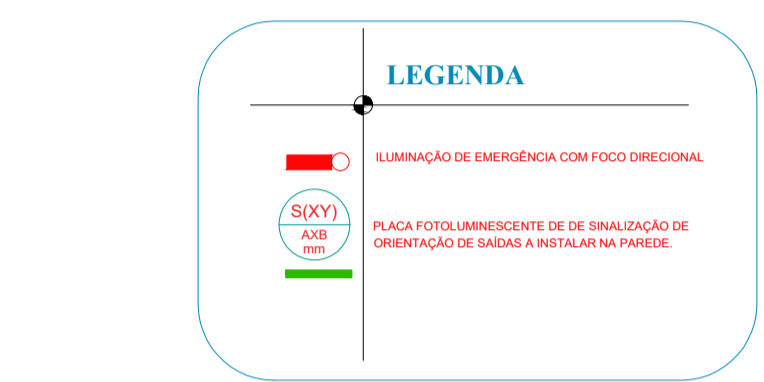 LEGENDA
ILUMINAÇÃO DE EMERGÊNCIA COM FOCO DIRECIONAL
S(XY)
AXB
mm
PLACA FOTOLUMINESCENTE DE DE SINALIZAÇÃO DE
ORIENTAÇÃO DE SAÍDAS A INSTALAR NA PAREDE.